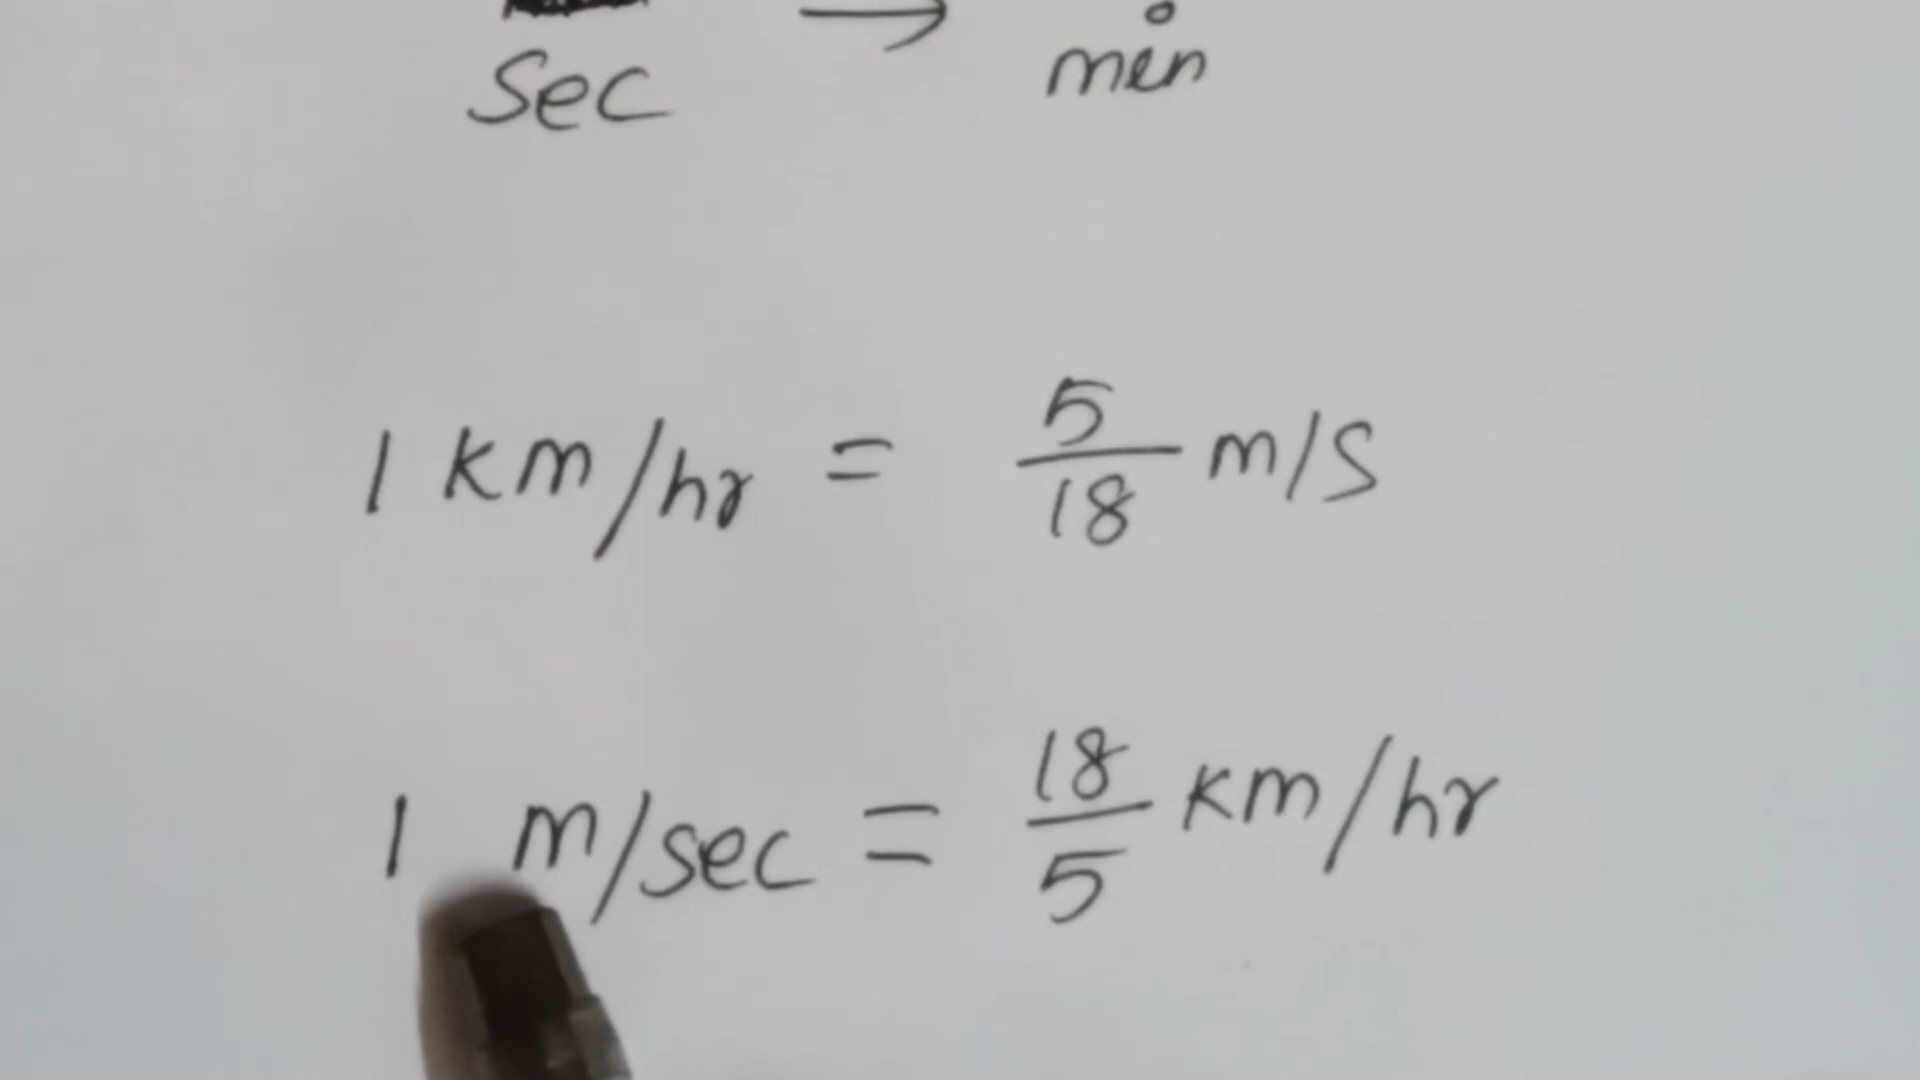 sec → min
1 km/hr = 5/18 m/s
1 m/sec = 18/5 km/hr